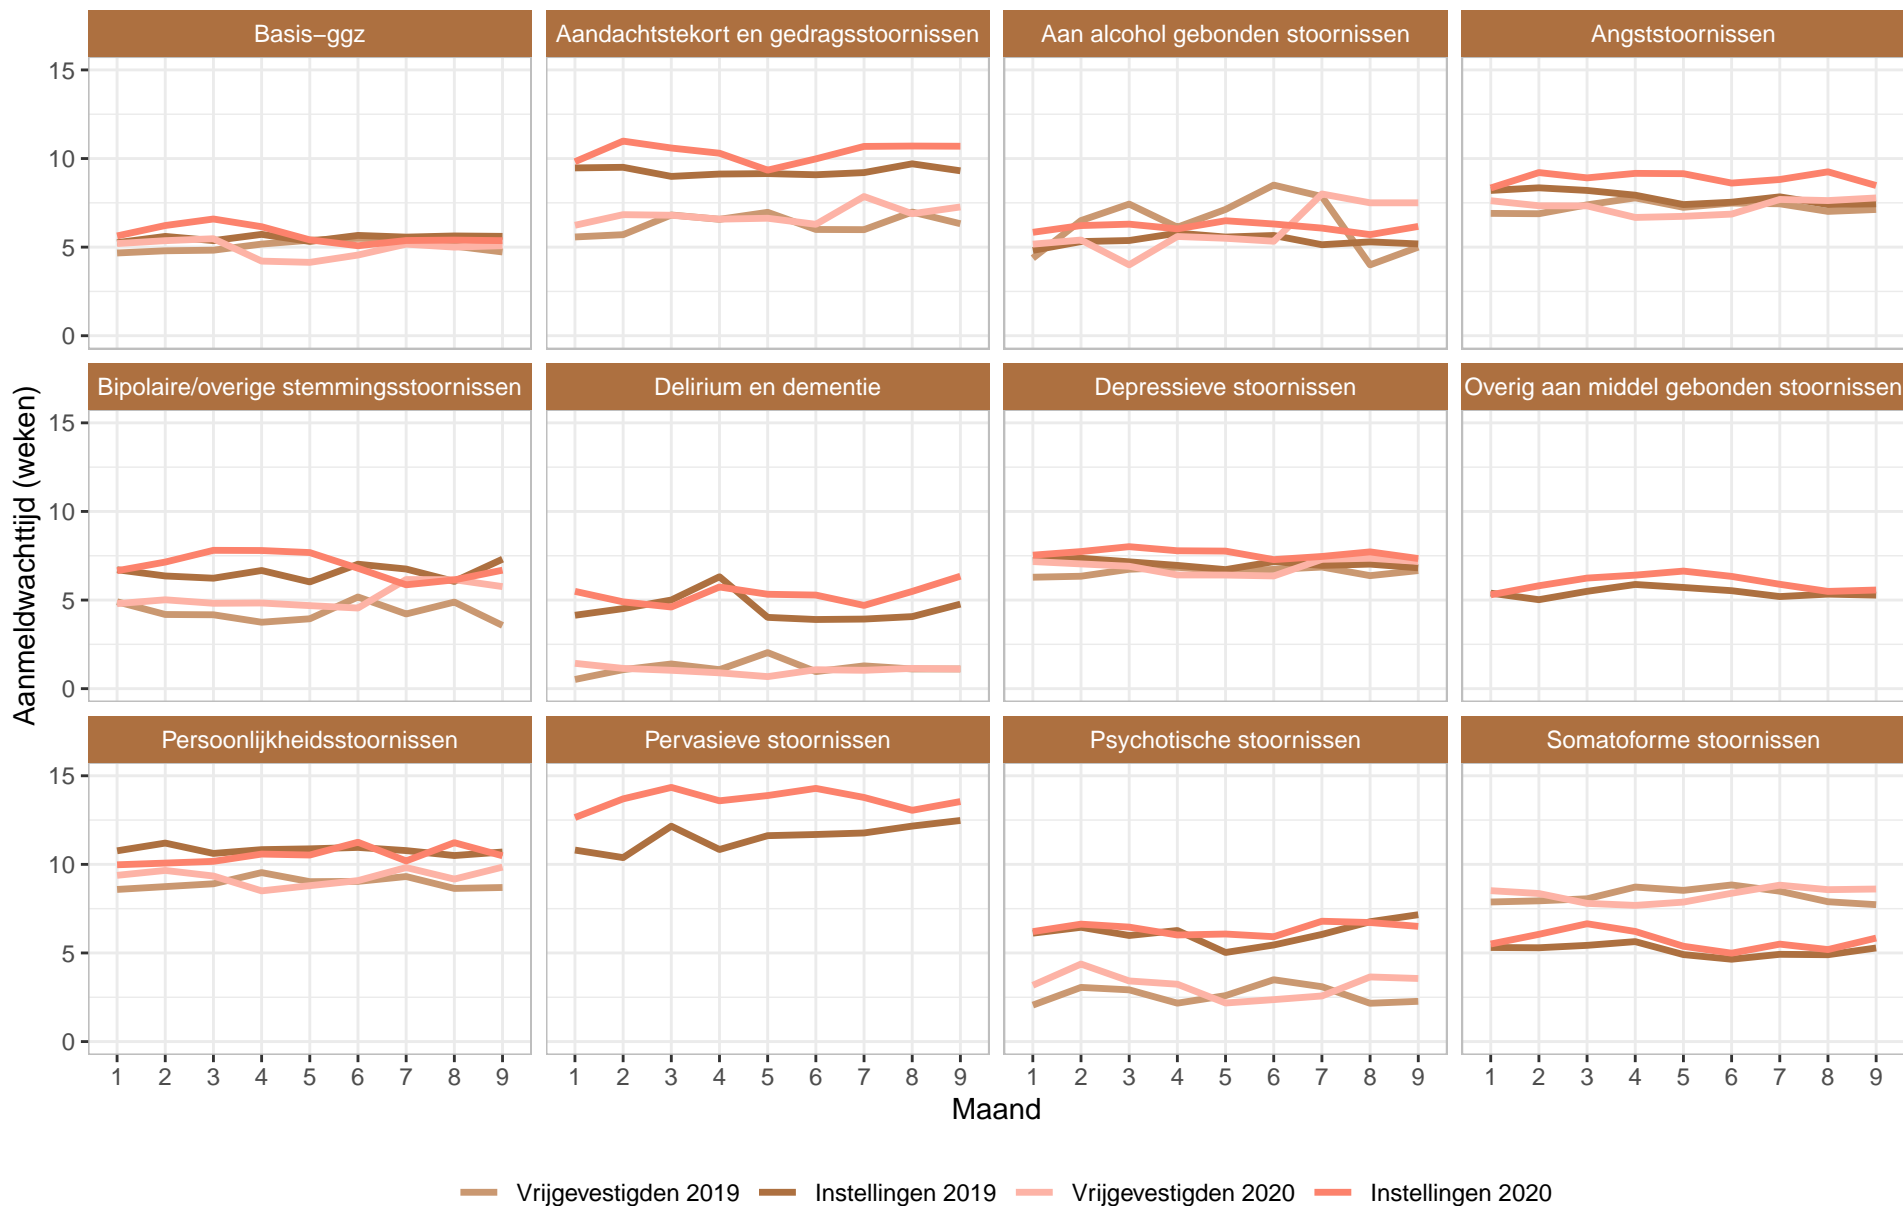 Basis−ggz
Aandachtstekort en gedragsstoornissen
Aan alcohol gebonden stoornissen
Angststoornissen
15
10
5
0
Bipolaire/overige stemmingsstoornissen
Delirium en dementie
Depressieve stoornissen
Overig aan middel gebonden stoornissen
15
10
5
0
Aanmeldwachttijd (weken)
Persoonlijkheidsstoornissen
Pervasieve stoornissen
Psychotische stoornissen
Somatoforme stoornissen
15
10
5
0
1 2 3 4 5 6 7 8 9
1 2 3 4 5 6 7 8 9
1 2 3 4 5 6 7 8 9
1 2 3 4 5 6 7 8 9
Maand
Vrijgevestigden 2019
Instellingen 2019
Vrijgevestigden 2020
Instellingen 2020